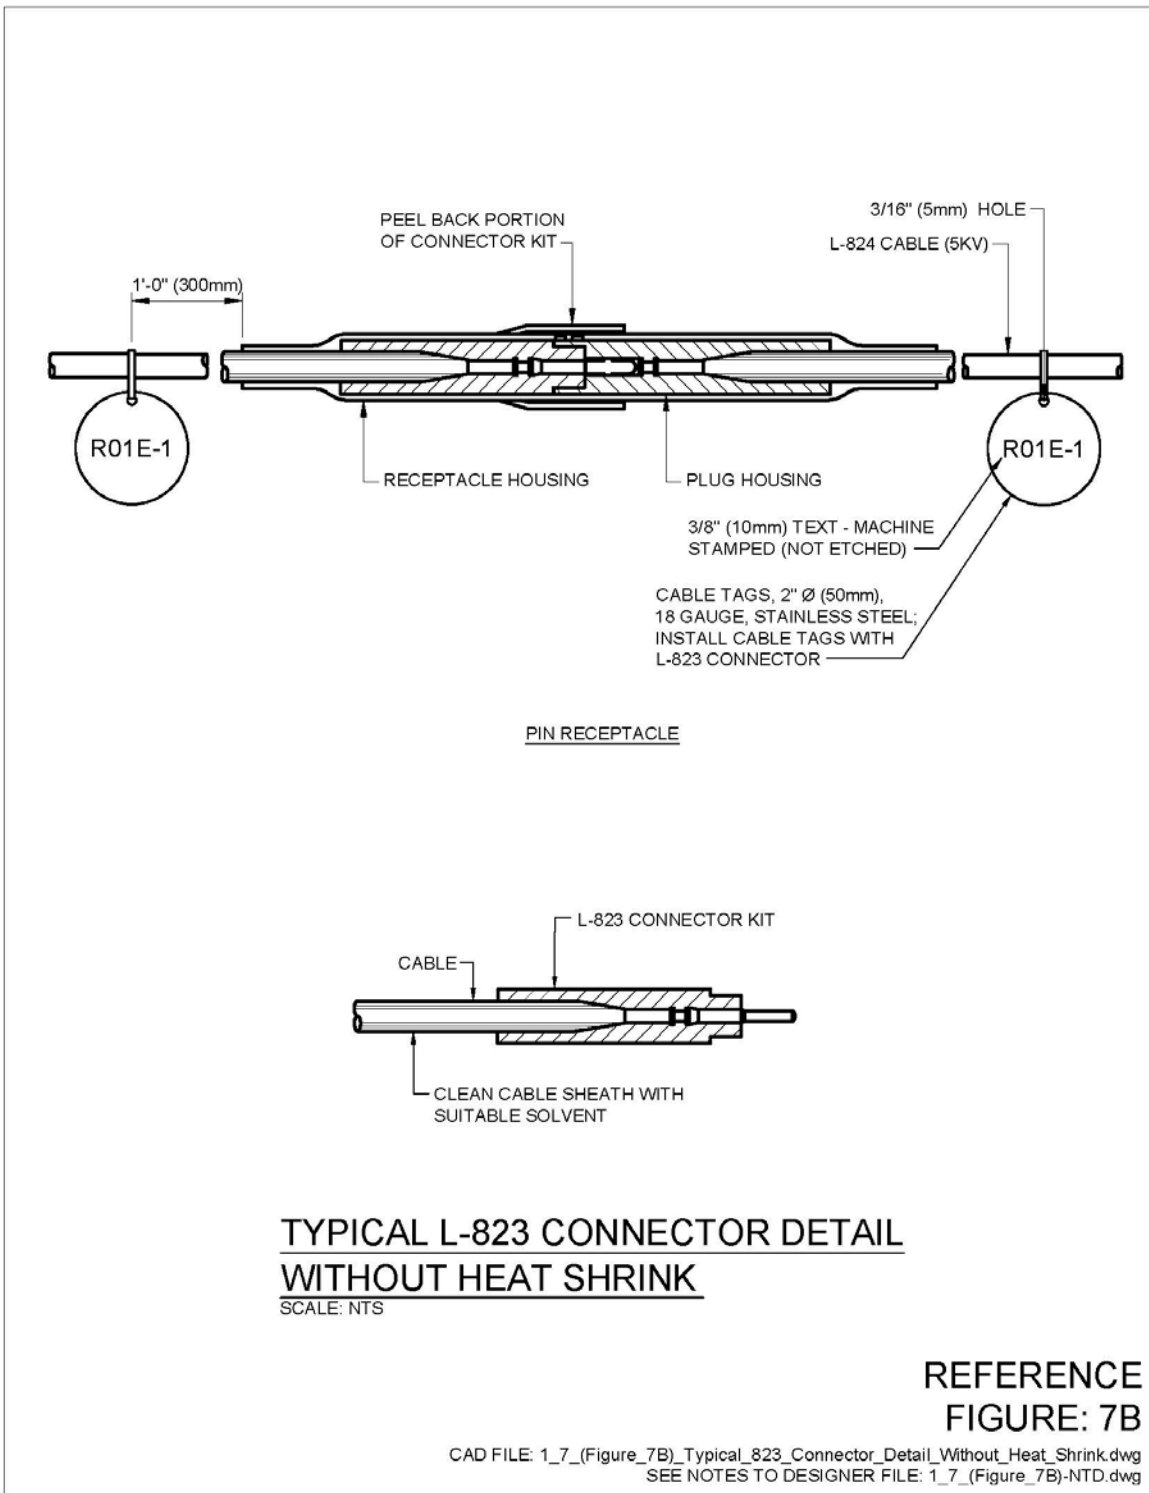 PEEL BACK PORTION
OF CONNECTOR KIT
3/16" (5mm) HOLE
L-824 CABLE (5KV)
1'-0" (300mm)
R01E-1
R01E-1
RECEPTACLE HOUSING
PLUG HOUSING
3/8" (10mm) TEXT - MACHINE
STAMPED (NOT ETCHED)
CABLE TAGS, 2" Ø (50mm),
18 GAUGE, STAINLESS STEEL;
INSTALL CABLE TAGS WITH
L-823 CONNECTOR
PIN RECEPTACLE
L-823 CONNECTOR KIT
CABLE
CLEAN CABLE SHEATH WITH
SUITABLE SOLVENT
TYPICAL L-823 CONNECTOR DETAIL
WITHOUT HEAT SHRINK
SCALE: NTS
REFERENCE
FIGURE: 7B
CAD FILE: 1_7_(Figure_7B)_Typical_823_Connector_Detail_Without_Heat_Shrink.dwg
SEE NOTES TO DESIGNER FILE: 1_7_(Figure_7B)-NTD.dwg